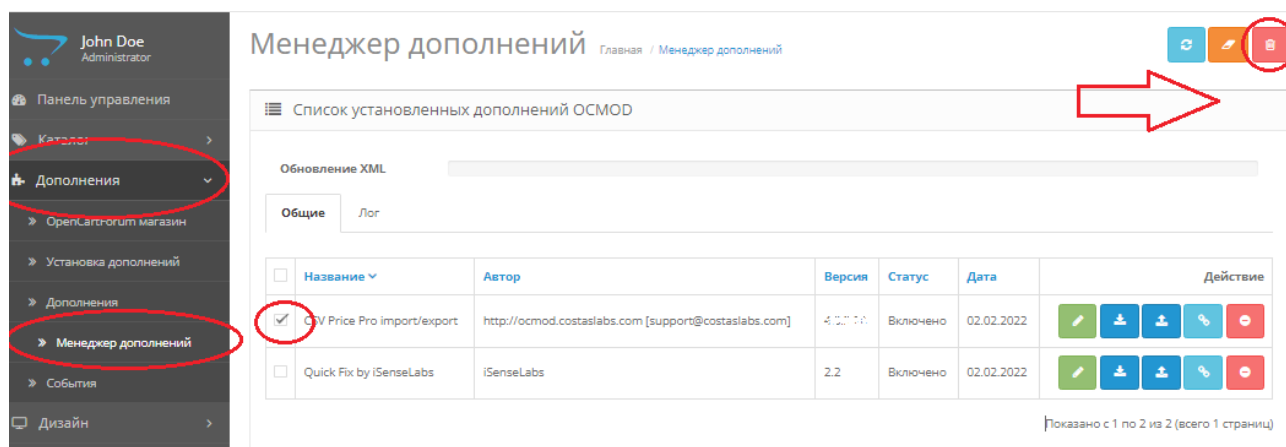 John Doe
Administrator
Менеджер дополнений
Главная / Менеджер дополнений
Панель управления
Каталог
Дополнения
OpenCartForum магазин
Установка дополнений
Дополнения
Менеджер дополнений
События
Дизайн
Список установленных дополнений OCMOD
Обновление XML
Общие Лог
Название Автор Версия Статус Дата Действие
CSV Price Pro import/export http://ocmod.costaslabs.com [support@costaslabs.com] Включено 02.02.2022
Quick Fix by iSenseLabs iSenseLabs 2.2 Включено 02.02.2022
Показано с 1 по 2 из 2 (всего 1 страниц)